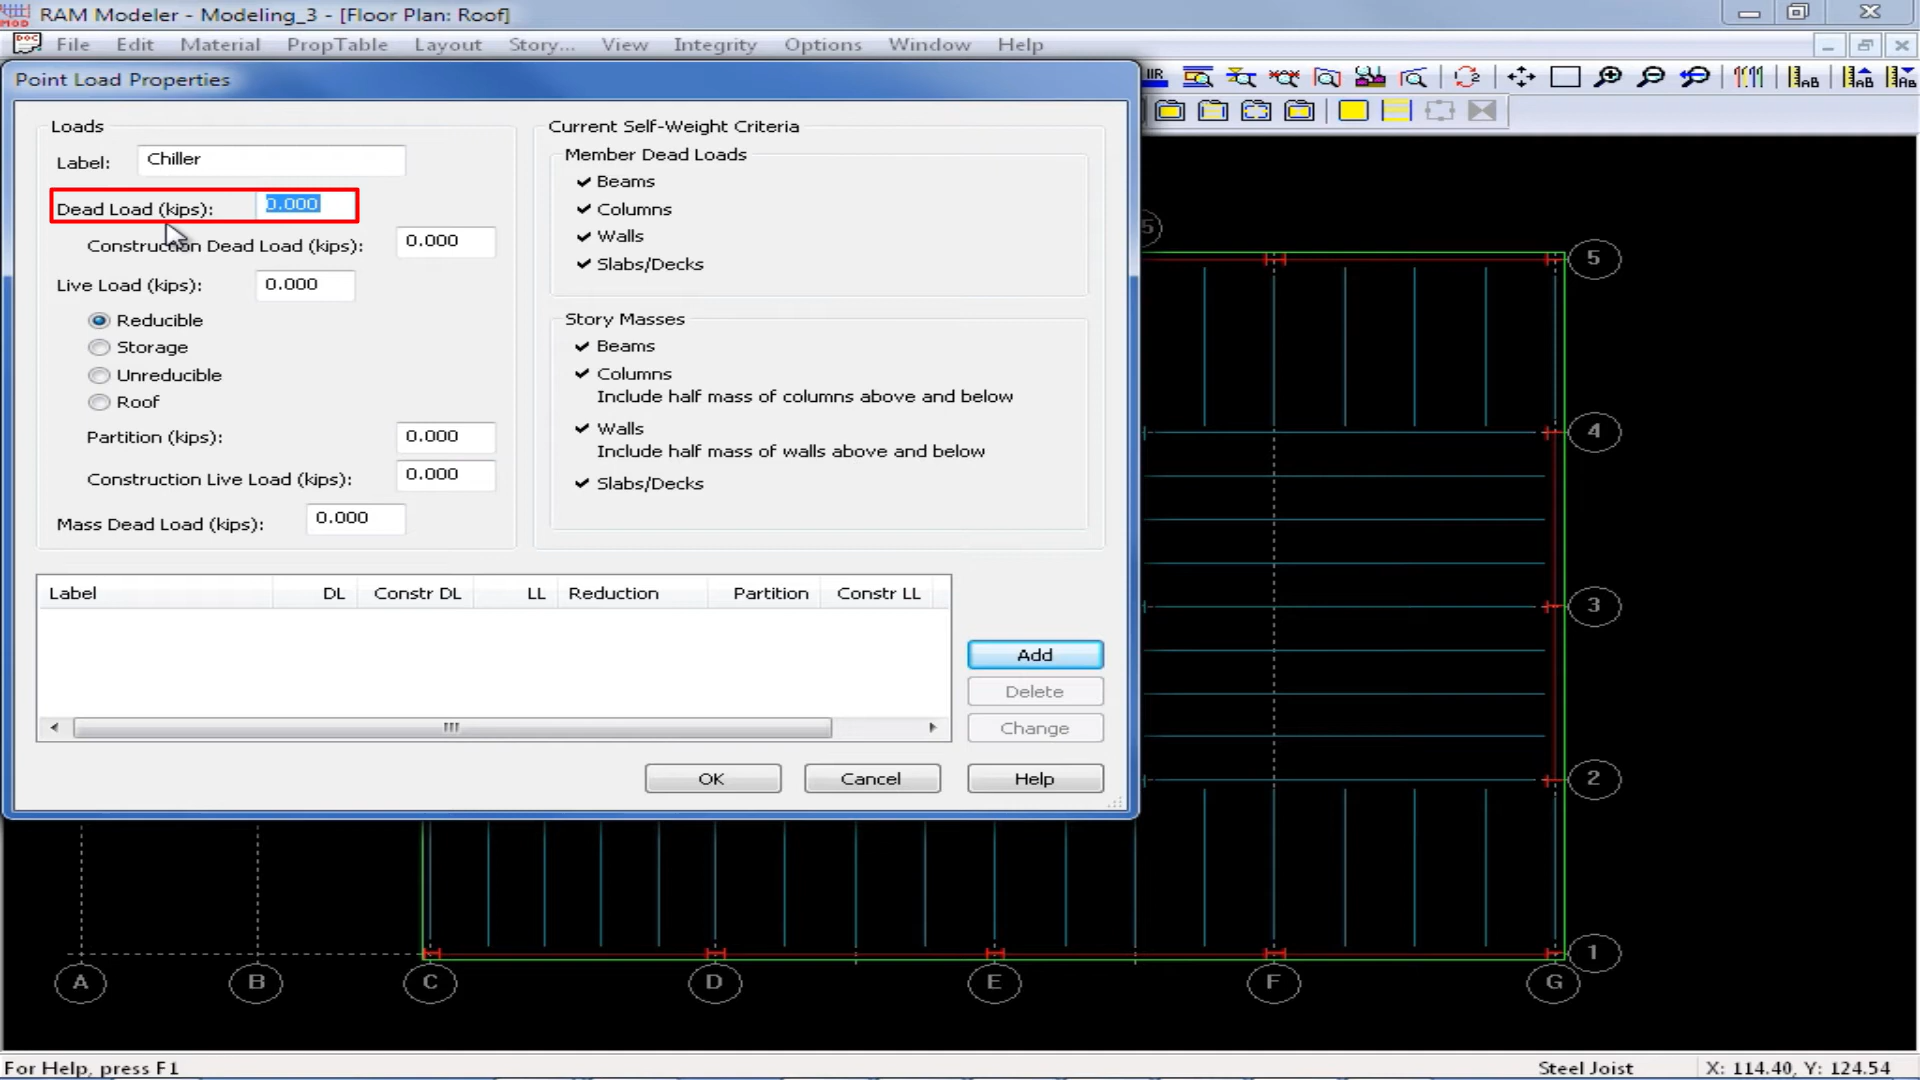 RAM Modeler - Modeling_3 - [Floor Plan: Roof]
File Edit Material PropTable Layout Story... View Integrity Options Window Help
Point Load Properties
Loads
Label: Chiller
Dead Load (kips): 0.000
Construction Dead Load (kips): 0.000
Live Load (kips): 0.000
Reducible
Storage
Unreducible
Roof
Partition (kips): 0.000
Construction Live Load (kips): 0.000
Mass Dead Load (kips): 0.000
Current Self-Weight Criteria
Member Dead Loads
Beams
Columns
Walls
Slabs/Decks
Story Masses
Beams
Columns
Include half mass of columns above and below
Walls
Include half mass of walls above and below
Slabs/Decks
Label DL Constr DL LL Reduction Partition Constr LL
Add
Delete
Change
OK Cancel Help
5
5
4
3
2
1
A B C D E F G
For Help, press F1
Steel Joist X: 114.40, Y: 124.54